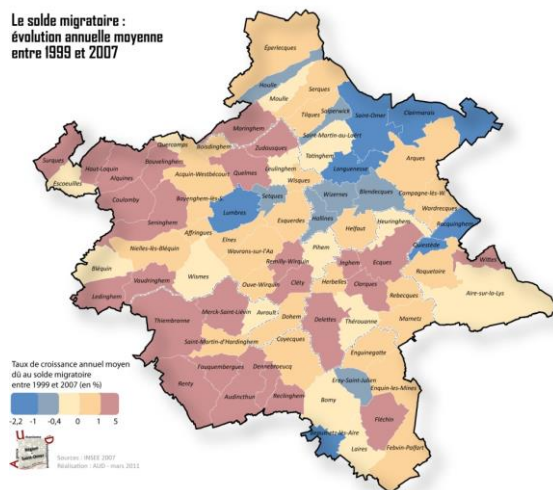 Le solde migratoire :
évolution annuelle moyenne
entre 1999 et 2007
Éperlecques
Houlle
Moulle
Serques
Tilques
Salperwick
Saint-Omer
Clairmarais
Saint-Martin-au-Laërt
Moringhem
Quercamps
Boisdinghem
Zudausques
Tatinghem
Longuenesse
Arques
Surques
Haut-Loquin
Bouvelinghem
Acquin-Westbécourt
Quelmes
Leulinghem
Wisques
Escoeuilles
Alquines
Campagne-lès-W
Wardrecques
Coulomby
Bayenghem-lès-S
Setques
Wizernes
Blendecques
Seninghem
Lumbres
Esquerdes
Hallines
Helfaut
Heuringhem
Racquinghem
Affringues
Elnes
Pihem
Quiestède
Nielles-lès-Bléquin
Wavrans-sur-l'Aa
Remilly-Wirquin
Inghem
Ecques
Roquetoire
Wittes
Bléquin
Vaudringhem
Wismes
Ouve-Wirquin
Cléty
Herbelles
Clarques
Rebecques
Aire-sur-la-Lys
Ledinghem
Merck-Saint-Liévin
Avroult
Dohem
Delettes
Thérouanne
Mametz
Thiembronne
Saint-Martin-d'Hardinghem
Coyecques
Enguinegatte
Fauquembergues
Dennebroeucq
Erny-Saint-Julien
Enquin-les-Mines
Renty
Audincthun
Reclinghem
Bomy
Fléchin
Beaumetz-lès-Aire
Laires
Febvin-Palfart
Taux de croissance annuel moyen
dû au solde migratoire
entre 1999 et 2007 (en %)
-2,2 -1 -0,4 0 1 5
Sources : INSEE 2007
Réalisation : AUD - mars 2011